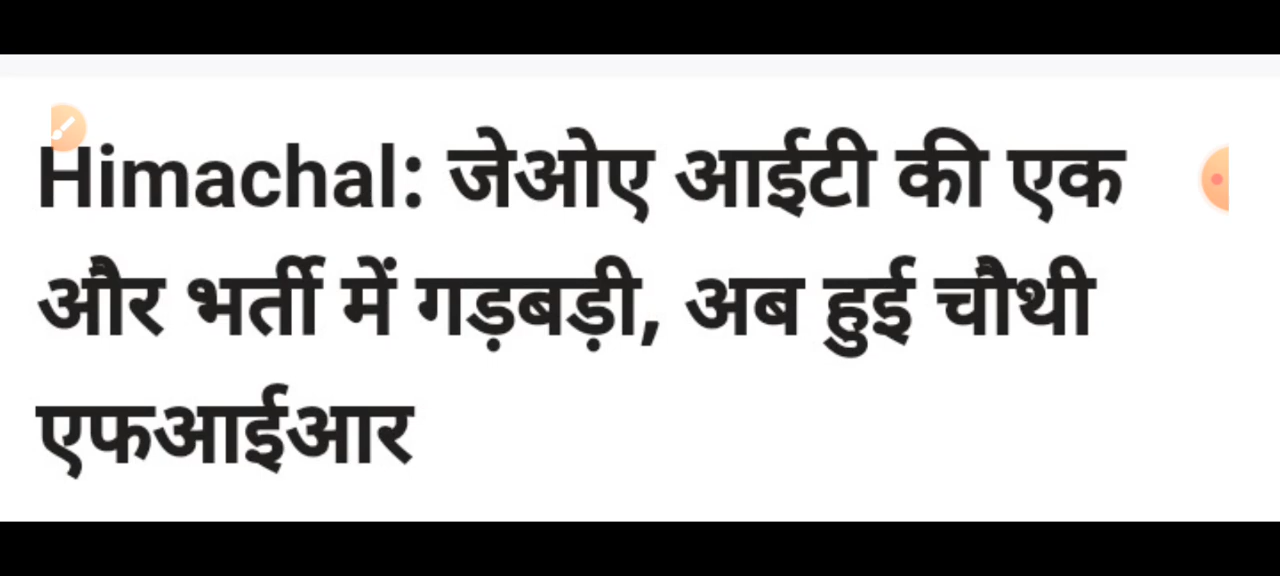 Himachal: जेओए आईटी की एक
और भर्ती में गड़बड़ी, अब हुई चौथी
एफआईआर